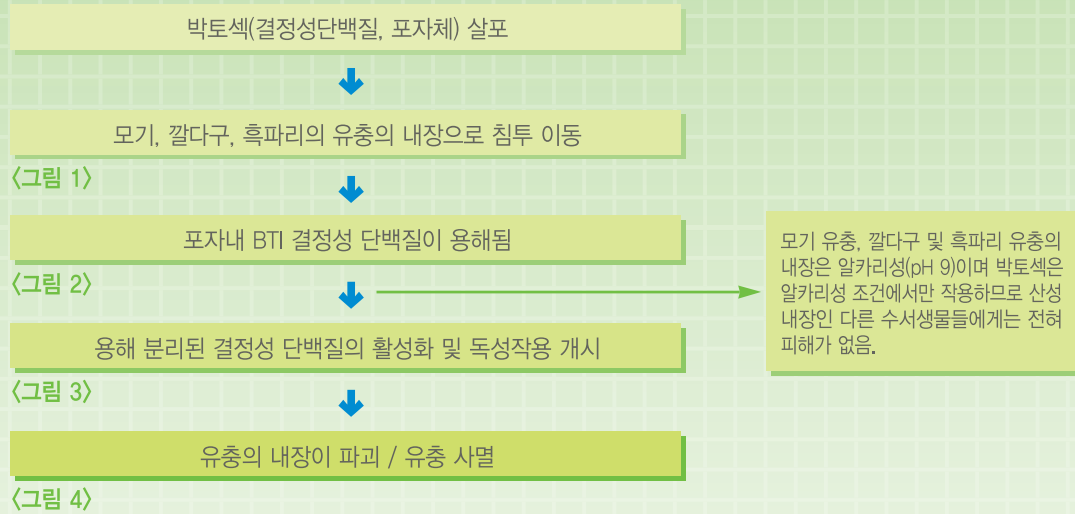 박토섹(결정성단백질, 포자체) 살포
모기, 깔다구, 흑파리의 유충의 내장으로 침투 이동
〈그림 1〉
포자내 BTI 결정성 단백질이 용해됨
〈그림 2〉
모기 유충, 깔다구 및 흑파리 유충의
내장은 알카리성(pH 9)이며 박토섹은
알카리성 조건에서만 작용하므로 산성
내장인 다른 수서생물들에게는 전혀
피해가 없음.
용해 분리된 결정성 단백질의 활성화 및 독성작용 개시
〈그림 3〉
유충의 내장이 파괴 / 유충 사멸
〈그림 4〉